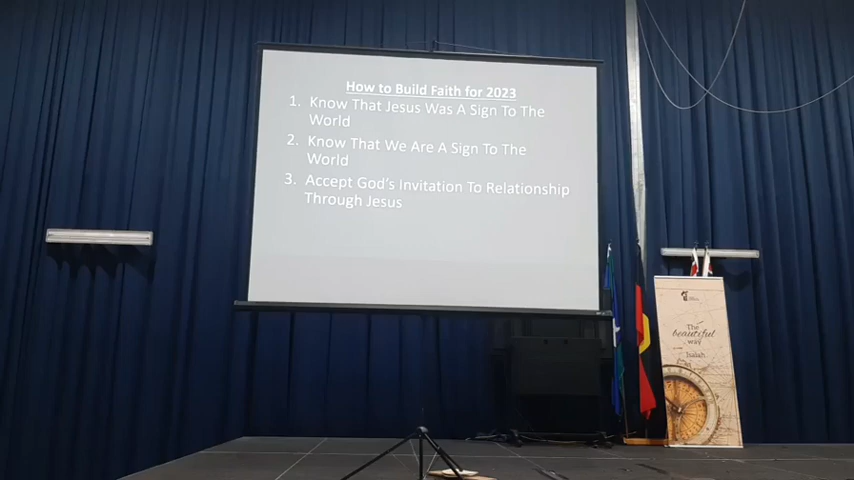 How to Build Faith for 2023
1. Know That Jesus Was A Sign To The
World
2. Know That We Are A Sign To The
World
3. Accept God's Invitation To Relationship
Through Jesus
The
beautiful
way
Isaiah